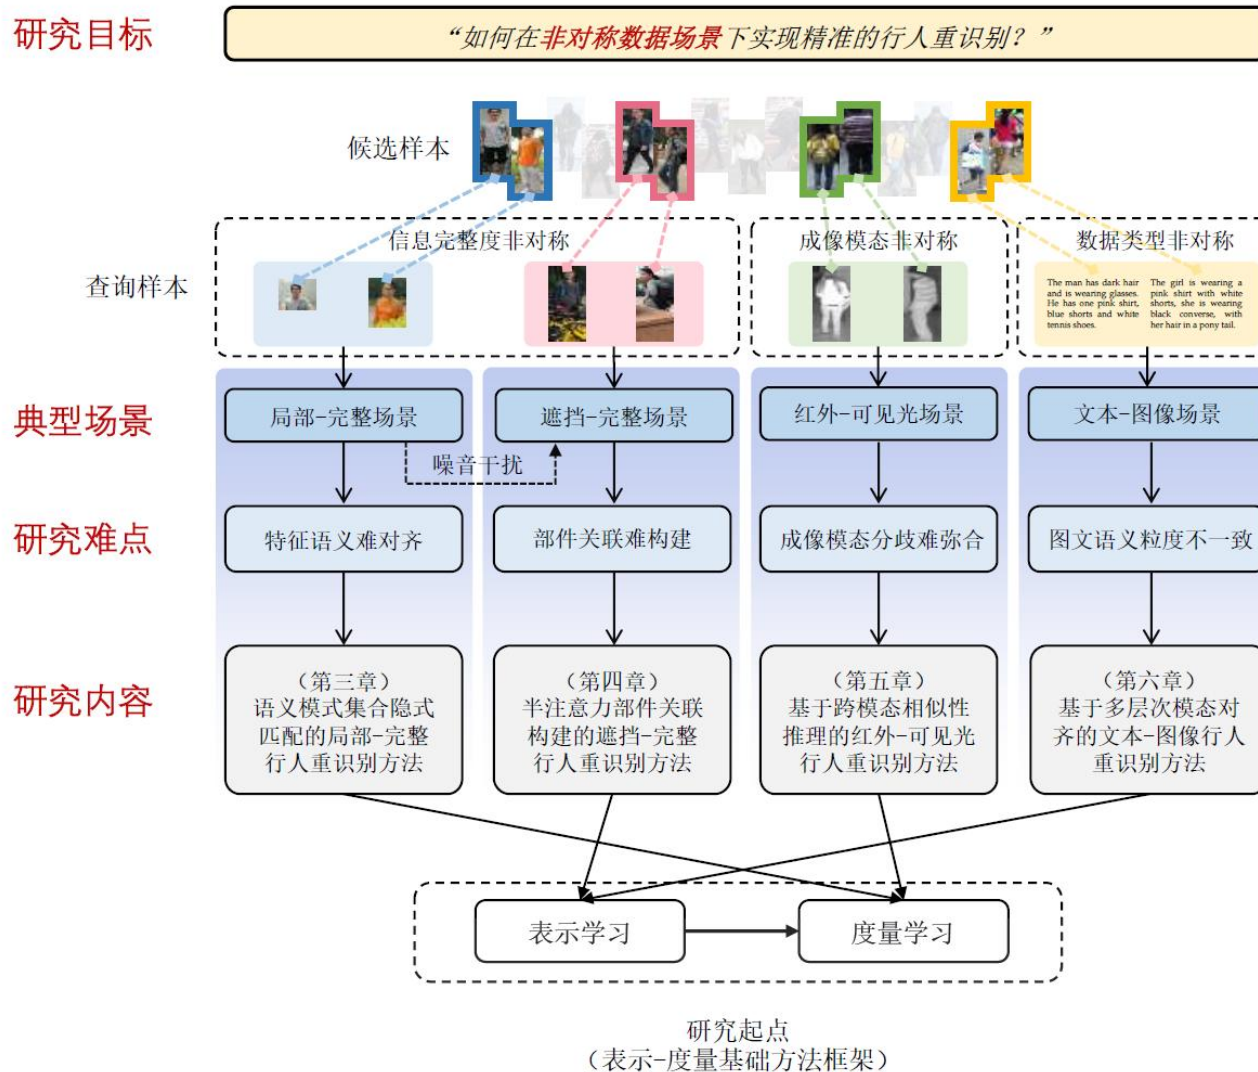 研究目标
“如何在非对称数据场景下实现精准的行人重识别？”
候选样本
信息完整度非对称
成像模态非对称
数据类型非对称
查询样本
The man has dark hair
and is wearing glasses.
He has one pink shirt,
blue shorts and white
tennis shoes.
The girl is wearing a
pink shirt with white
shorts, she is wearing
black converse, with
her hair in a pony tail.
典型场景
局部-完整场景
遮挡-完整场景
红外-可见光场景
文本-图像场景
噪音干扰
研究难点
特征语义难对齐
部件关联难构建
成像模态分歧难弥合
图文语义粒度不一致
研究内容
（第三章）
语义模式集合隐式
匹配的局部-完整
行人重识别方法
（第四章）
半注意力部件关联
构建的遮挡-完整
行人重识别方法
（第五章）
基于跨模态相似性
推理的红外-可见光
行人重识别方法
（第六章）
基于多层次模态对
齐的文本-图像行人
重识别方法
表示学习
度量学习
研究起点
（表示-度量基础方法框架）